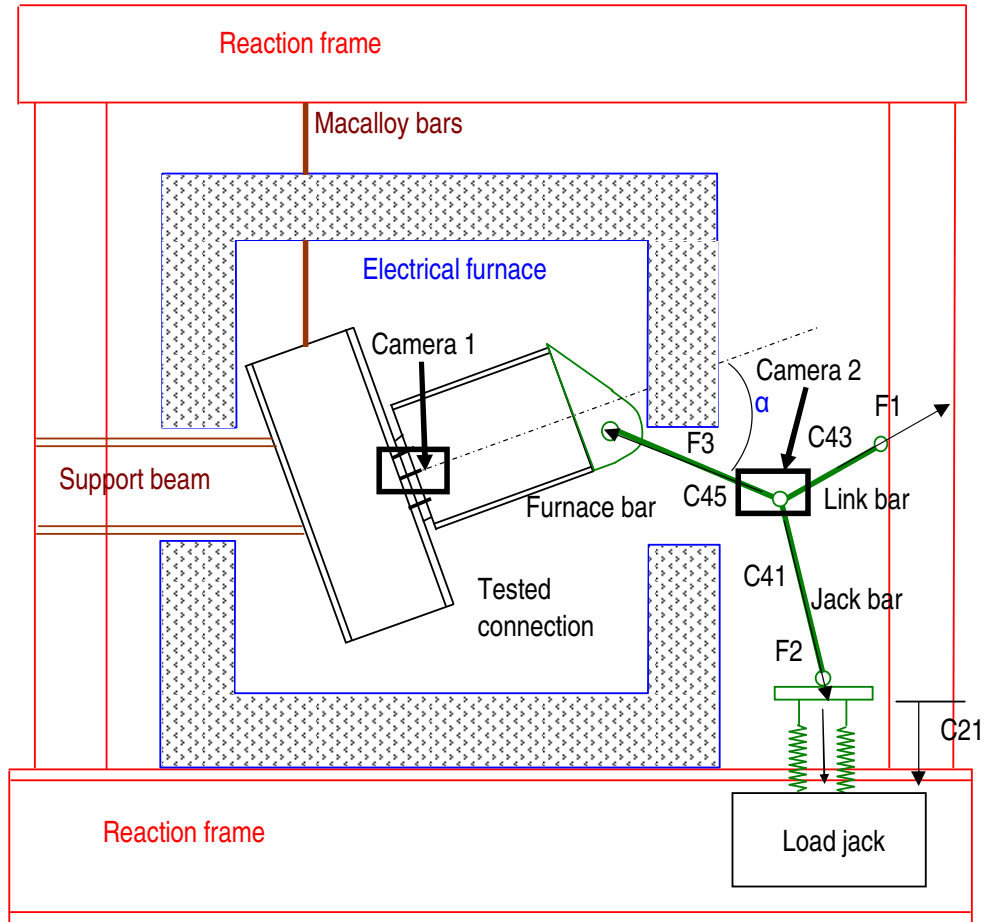 Reaction frame
Macalloy bars
Electrical furnace
Camera 1
Camera 2
α
F1
F3
C43
Support beam
C45
Link bar
Furnace bar
C41
Tested
connection
Jack bar
F2
C21
Reaction frame
Load jack